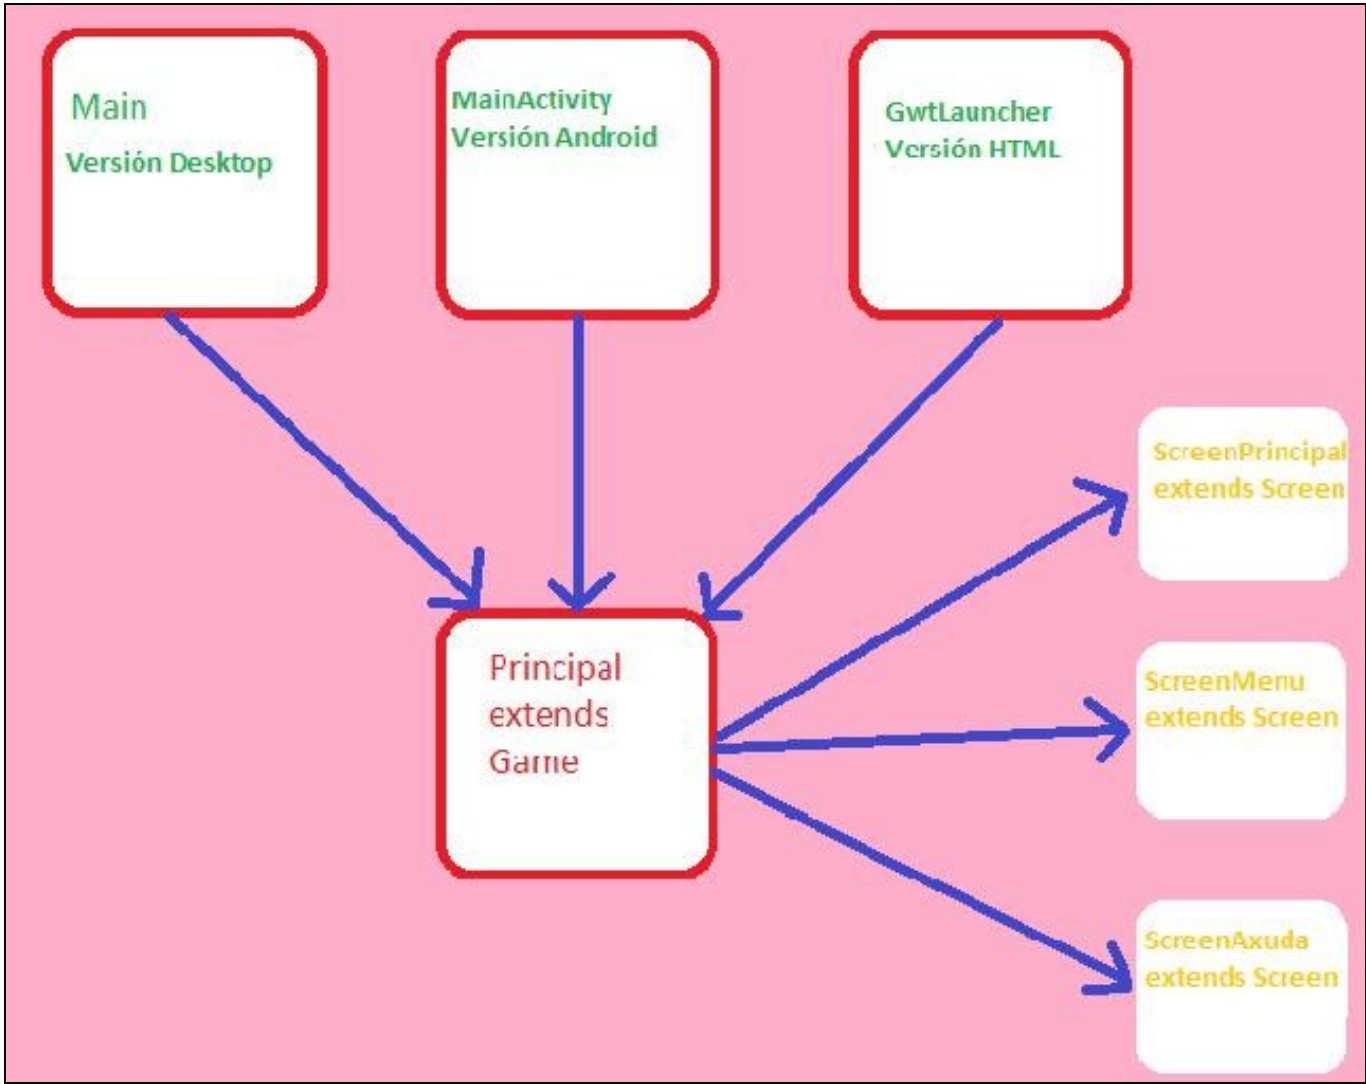 Main
Versión Desktop
MainActivity
Versión Android
GwtLauncher
Versión HTML
ScreenPrincipal
extends Screen
Principal
extends
Game
ScreenMenu
extends Screen
ScreenAxuda
extends Screen